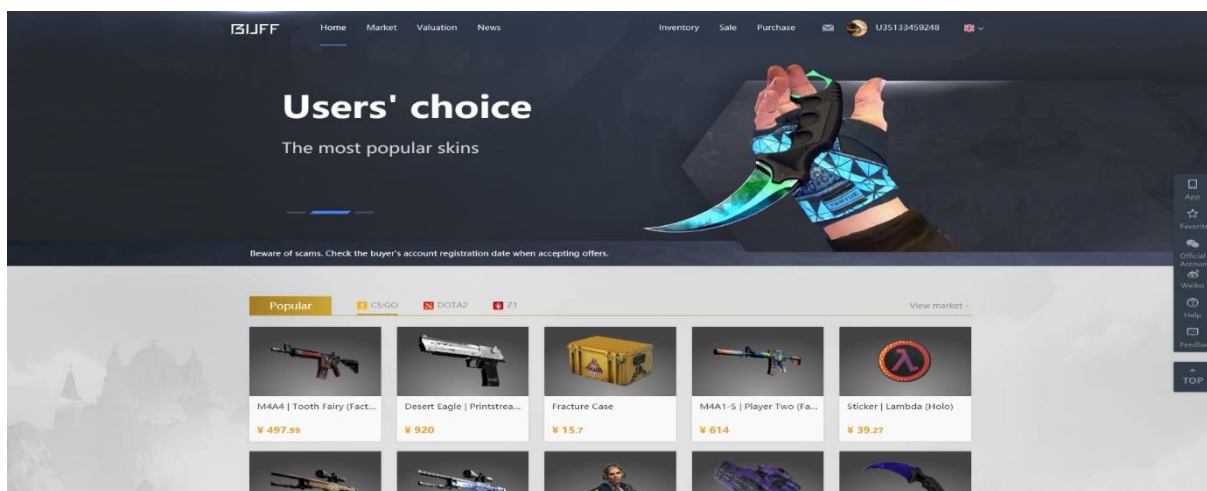 BUFF
Home Market Valuation News Inventory Sale Purchase U35133459248
Users' choice
The most popular skins
Beware of scams. Check the buyer's account registration date when accepting offers.
App
Favorite
Official
Account
Weibo
Help
Feedba
TOP
Popular CS:GO DOTA2 Z1 View market
M4A4 | Tooth Fairy (Fact... Desert Eagle | Printstrea... Fracture Case M4A1-S | Player Two (Fa... Sticker | Lambda (Holo)
¥ 497.99 ¥ 920 ¥ 15.7 ¥ 614 ¥ 39.27